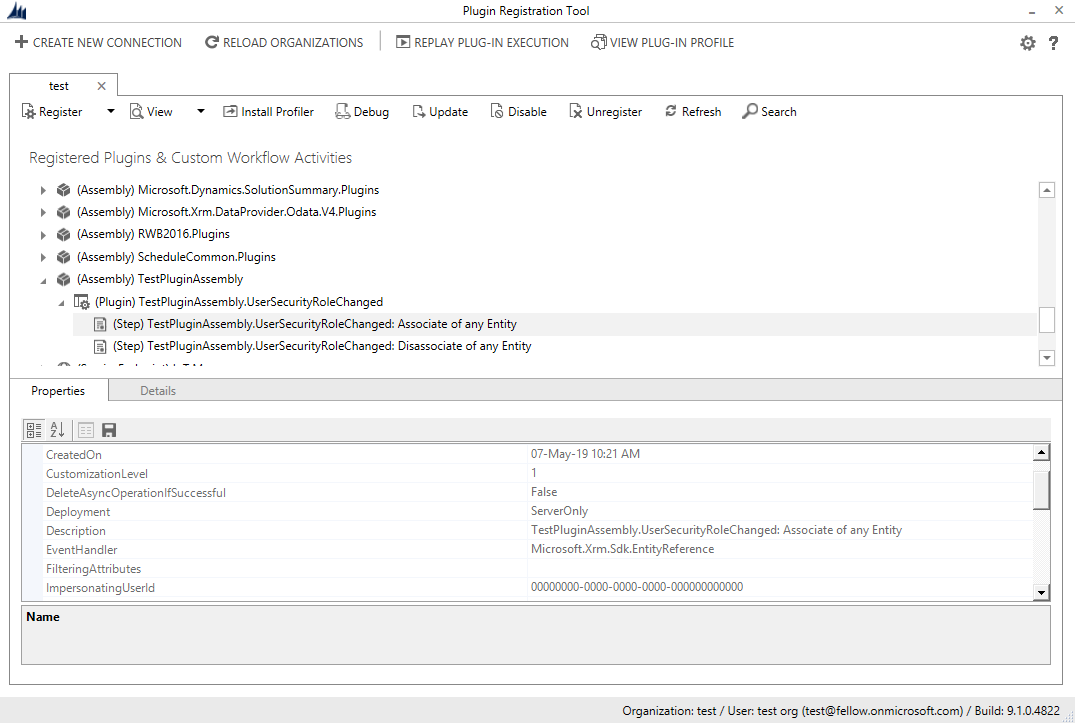 Plugin Registration Tool
CREATE NEW CONNECTION RELOAD ORGANIZATIONS REPLAY PLUG-IN EXECUTION VIEW PLUG-IN PROFILE ?
test
Register View Install Profiler Debug Update Disable Unregister Refresh Search
Registered Plugins & Custom Workflow Activities
(Assembly) Microsoft.Dynamics.SolutionSummary.Plugins
(Assembly) Microsoft.Xrm.DataProvider.Odata.V4.Plugins
(Assembly) RWB2016.Plugins
(Assembly) ScheduleCommon.Plugins
(Assembly) TestPluginAssembly
(Plugin) TestPluginAssembly.UserSecurityRoleChanged
(Step) TestPluginAssembly.UserSecurityRoleChanged: Associate of any Entity
(Step) TestPluginAssembly.UserSecurityRoleChanged: Disassociate of any Entity
Properties Details
CreatedOn 07-May-19 10:21 AM
CustomizationLevel 1
DeleteAsyncOperationIfSuccessful False
Deployment ServerOnly
Description TestPluginAssembly.UserSecurityRoleChanged: Associate of any Entity
EventHandler Microsoft.Xrm.Sdk.EntityReference
FilteringAttributes
ImpersonatingUserId 00000000-0000-0000-0000-000000000000
Name
Organization: test / User: test org (test@fellow.onmicrosoft.com) / Build: 9.1.0.4822